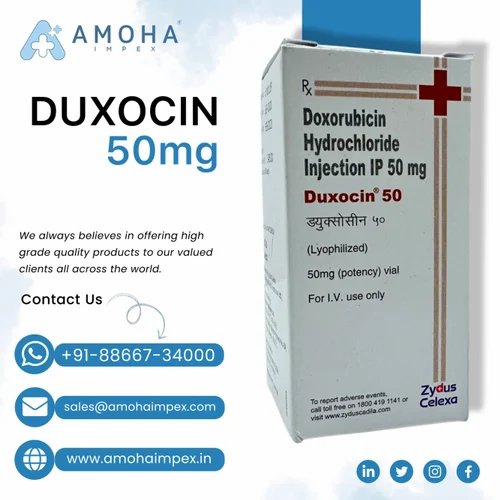 AMOHA
IMPEX
DUXOCIN
50mg
We always believes in offering high
grade quality products to our valued
clients all across the world.
Contact Us
+91-88667-34000
sales@amohaimpex.com
www.amohaimpex.in
Rx
Doxorubicin
Hydrochloride
Injection IP 50 mg
Duxocin® 50
ड्युक्सोसीन ५०
(Lyophilized)
50mg (potency) vial
For I.V. use only
To report adverse events,
call toll free on 1800 419 1141 or
visit www.zyduscadila.com
Zydus
Celexa